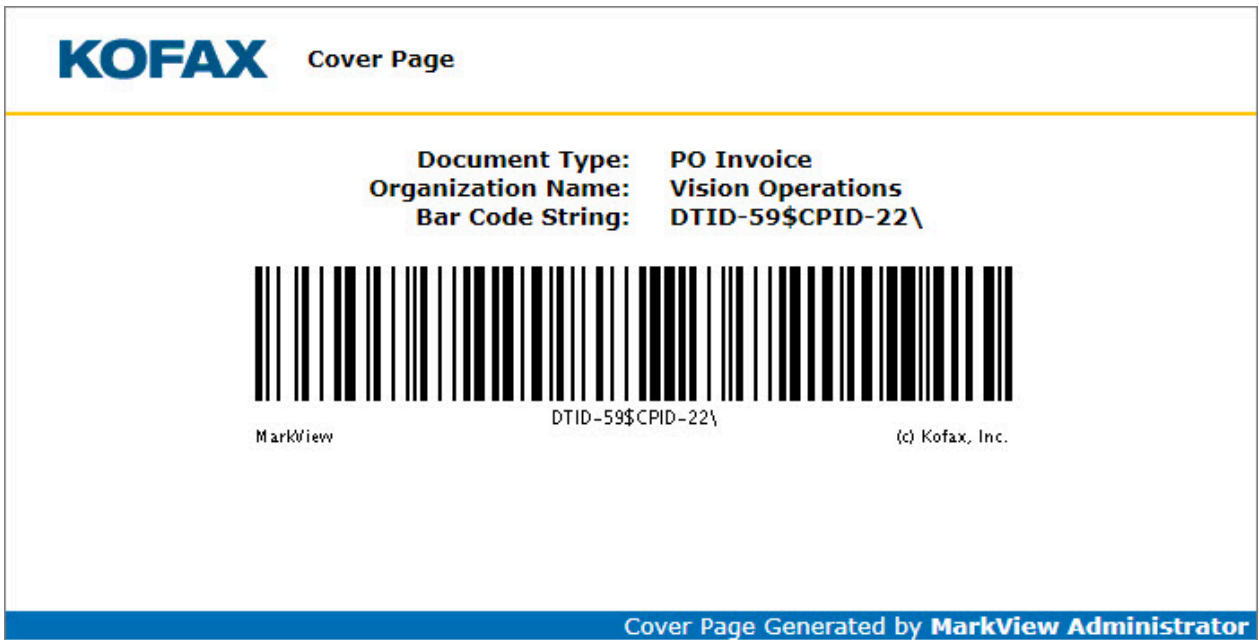 KOFAX Cover Page
Document Type: PO Invoice
Organization Name: Vision Operations
Bar Code String: DTID-59$CPID-22\
DTID-59$CPID-22\
MarkView (c) Kofax, Inc.
Cover Page Generated by MarkView Administrator